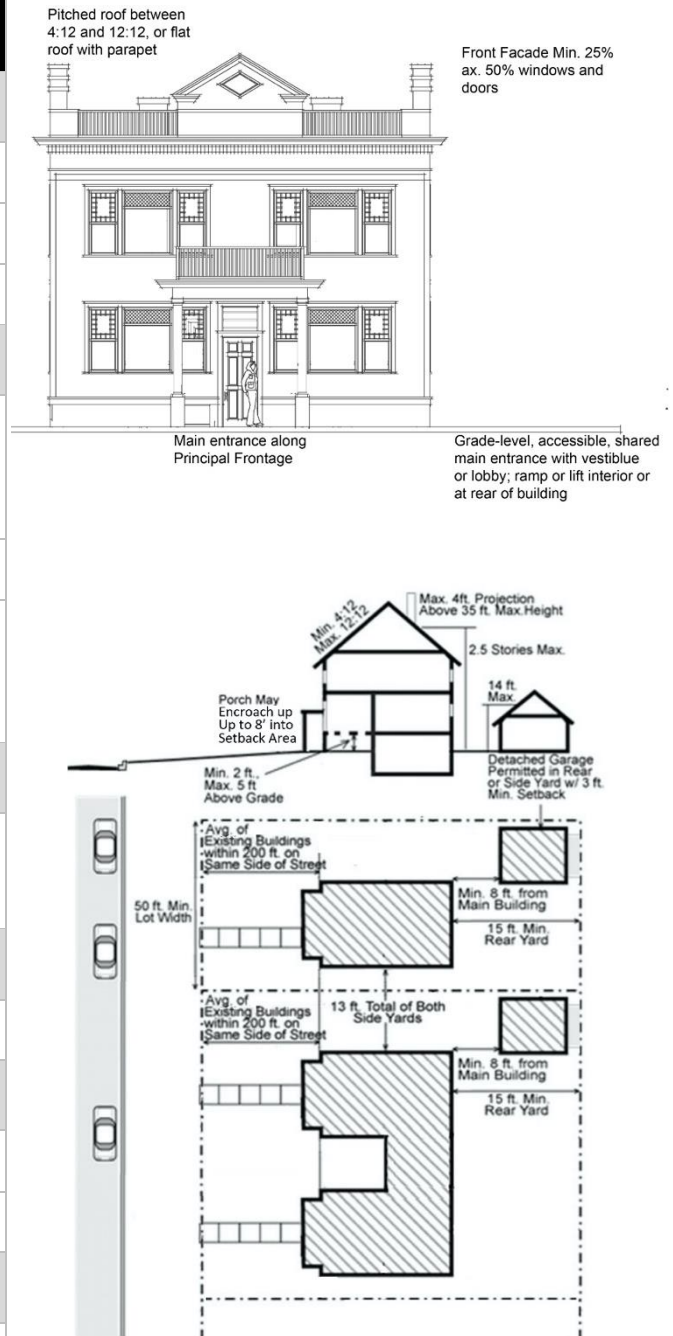 Pitched roof between
4:12 and 12:12, or flat
roof with parapet
Front Facade Min. 25%
ax. 50% windows and
doors
Main entrance along
Principal Frontage
Grade-level, accessible, shared
main entrance with vestiblue
or lobby; ramp or lift interior or
at rear of building
Min. 4:12
Max. 12:12
Max. 4ft. Projection
Above 35 ft. Max.Height
2.5 Stories Max.
14 ft.
Max.
Porch May
Encroach up
Up to 8' into
Setback Area
Min. 2 ft.,
Max. 5 ft
Above Grade
Detached Garage
Permitted in Rear
or Side Yard w/ 3 ft.
Min. Setback
Avg. of
Existing Buildings
within 200 ft. on
Same Side of Street
50 ft. Min.
Lot Width
Min. 8 ft. from
Main Building
15 ft. Min.
Rear Yard
Avg. of
Existing Buildings
within 200 ft. on
Same Side of Street
13 ft. Total of Both
Side Yards
Min. 8 ft. from
Main Building
15 ft. Min.
Rear Yard